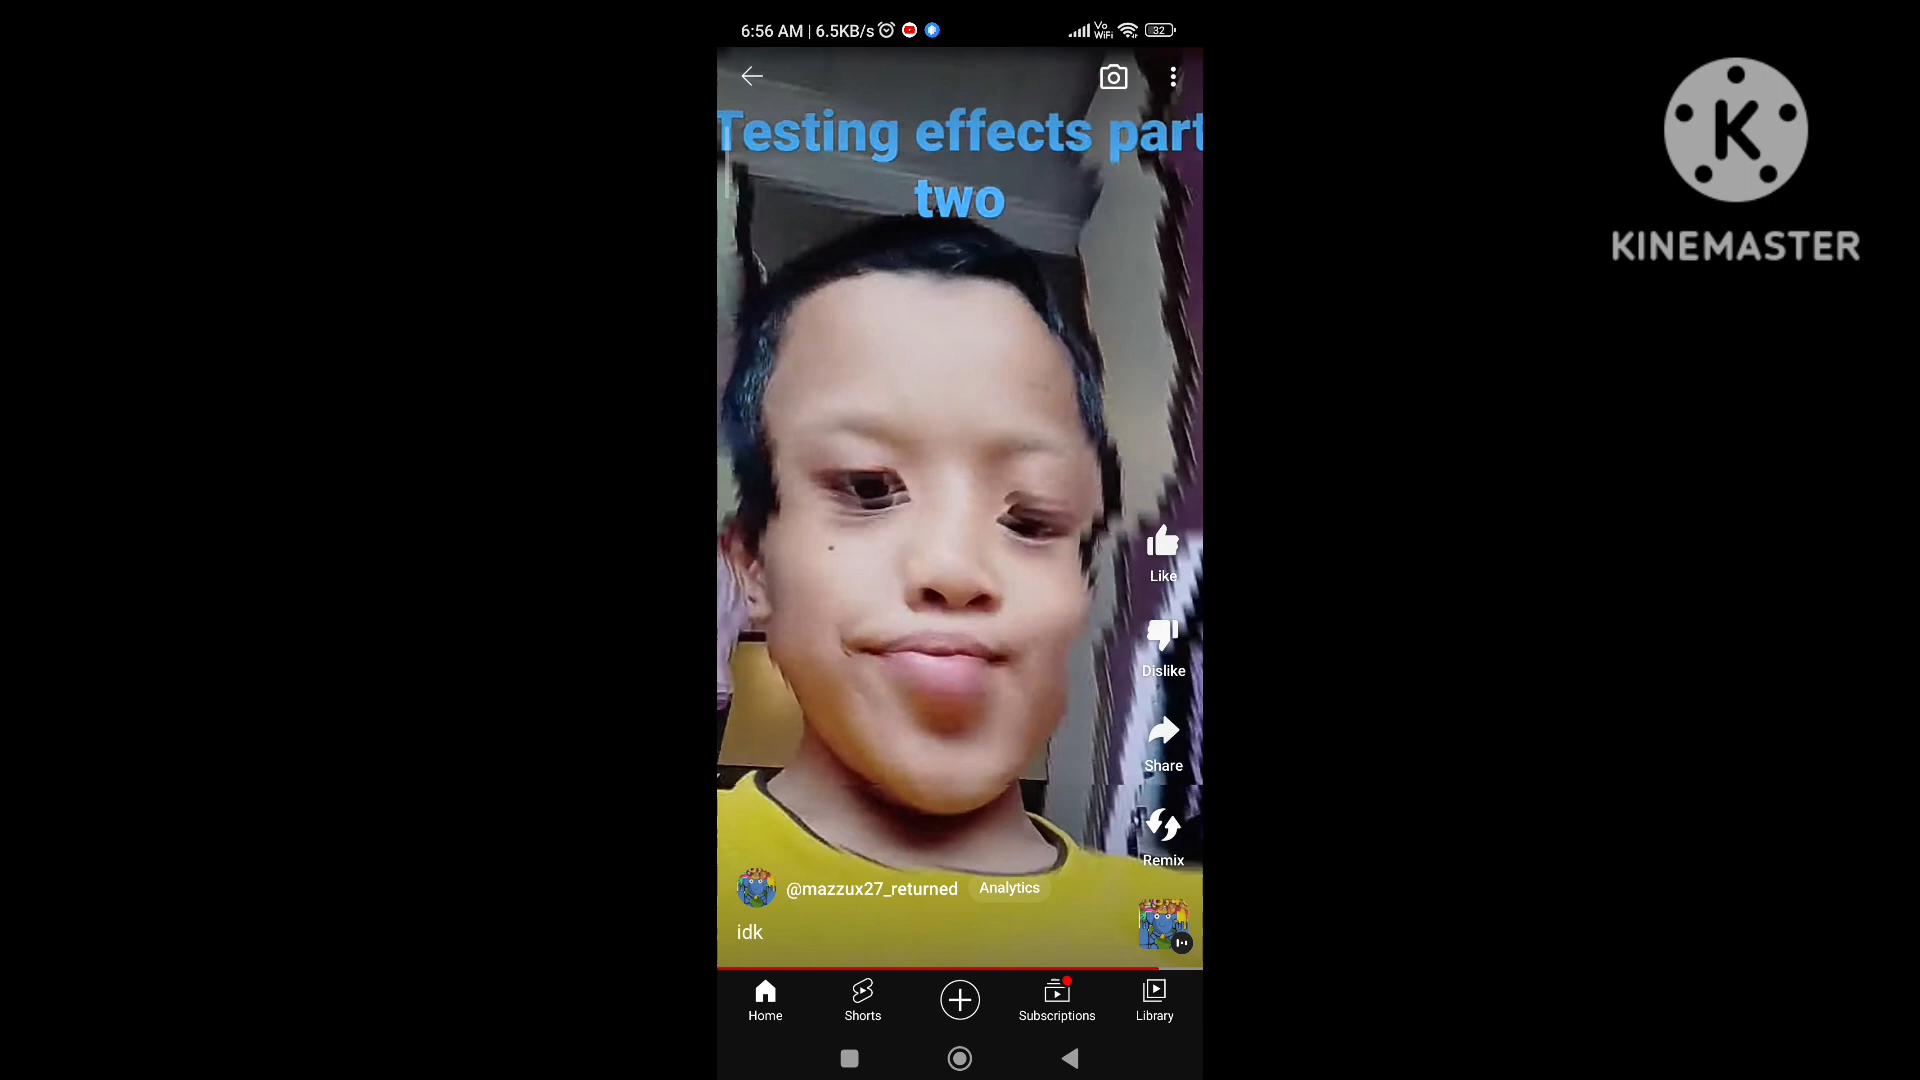 6:56 AM | 6.5KB/s
Vo
WiFi
32
Testing effects part
two
K
KINEMASTER
Like
Dislike
Share
Remix
@mazzux27_returned
Analytics
idk
Home
Shorts
Subscriptions
Library